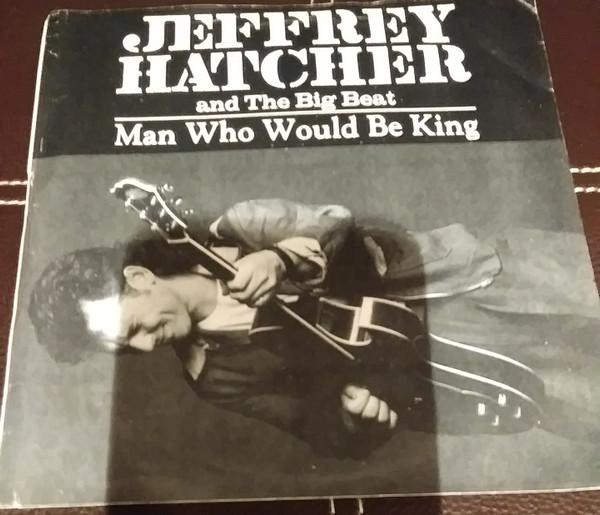 JEFFREY
HATCHER
and The Big Beat
Man Who Would Be King